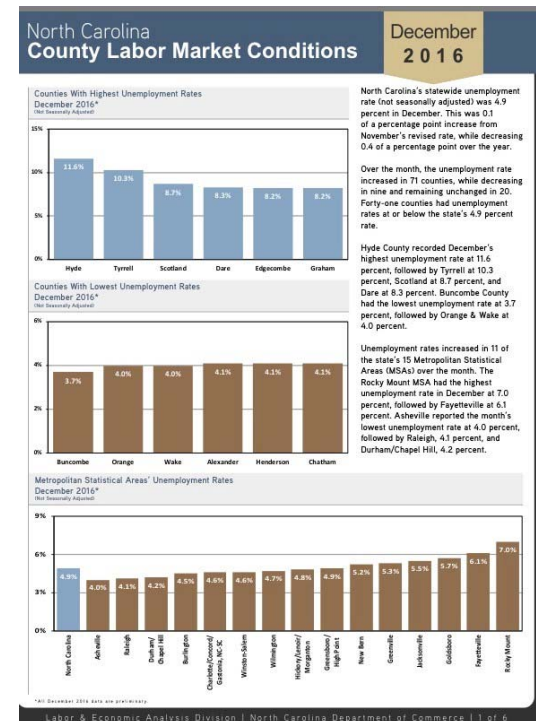 North Carolina
County Labor Market Conditions
December
2016
Counties With Highest Unemployment Rates
December 2016*
(Not Seasonally Adjusted)
15%
10%
5%
0%
11.6%
10.3%
8.7%
8.3%
8.2%
8.2%
Hyde
Tyrrell
Scotland
Dare
Edgecombe
Graham
Counties With Lowest Unemployment Rates
December 2016*
(Not Seasonally Adjusted)
6%
4%
2%
0%
3.7%
4.0%
4.0%
4.1%
4.1%
4.1%
Buncombe
Orange
Wake
Alexander
Henderson
Chatham
North Carolina's statewide unemployment
rate (not seasonally adjusted) was 4.9
percent in December. This was 0.1
of a percentage point increase from
November's revised rate, while decreasing
0.4 of a percentage point over the year.
Over the month, the unemployment rate
increased in 71 counties, while decreasing
in nine and remaining unchanged in 20.
Forty-one counties had unemployment
rates at or below the state's 4.9 percent
rate.
Hyde County recorded December's
highest unemployment rate at 11.6
percent, followed by Tyrrell at 10.3
percent, Scotland at 8.7 percent, and
Dare at 8.3 percent. Buncombe County
had the lowest unemployment rate at 3.7
percent, followed by Orange & Wake at
4.0 percent.
Unemployment rates increased in 11 of
the state's 15 Metropolitan Statistical
Areas (MSAs) over the month. The
Rocky Mount MSA had the highest
unemployment rate in December at 7.0
percent, followed by Fayetteville at 6.1
percent. Asheville reported the month's
lowest unemployment rate at 4.0 percent,
followed by Raleigh, 4.1 percent, and
Durham/Chapel Hill, 4.2 percent.
Metropolitan Statistical Areas' Unemployment Rates
December 2016*
(Not Seasonally Adjusted)
9%
6%
3%
0%
4.9%
4.0%
4.1%
4.2%
4.5%
4.6%
4.6%
4.7%
4.8%
4.9%
5.2%
5.3%
5.5%
5.7%
6.1%
7.0%
North Carolina
Asheville
Raleigh
Durham/
Chapel Hill
Burlington
Charlotte/Concord/
Gastonia, NC-SC
Winston-Salem
Wilmington
Hickory/Lenoir/
Morganton
Greensboro/
High Point
New Bern
Greenville
Jacksonville
Goldsboro
Fayetteville
Rocky Mount
*All December 2016 data are preliminary.
Labor & Economic Analysis Division | North Carolina Department of Commerce | 1 of 6